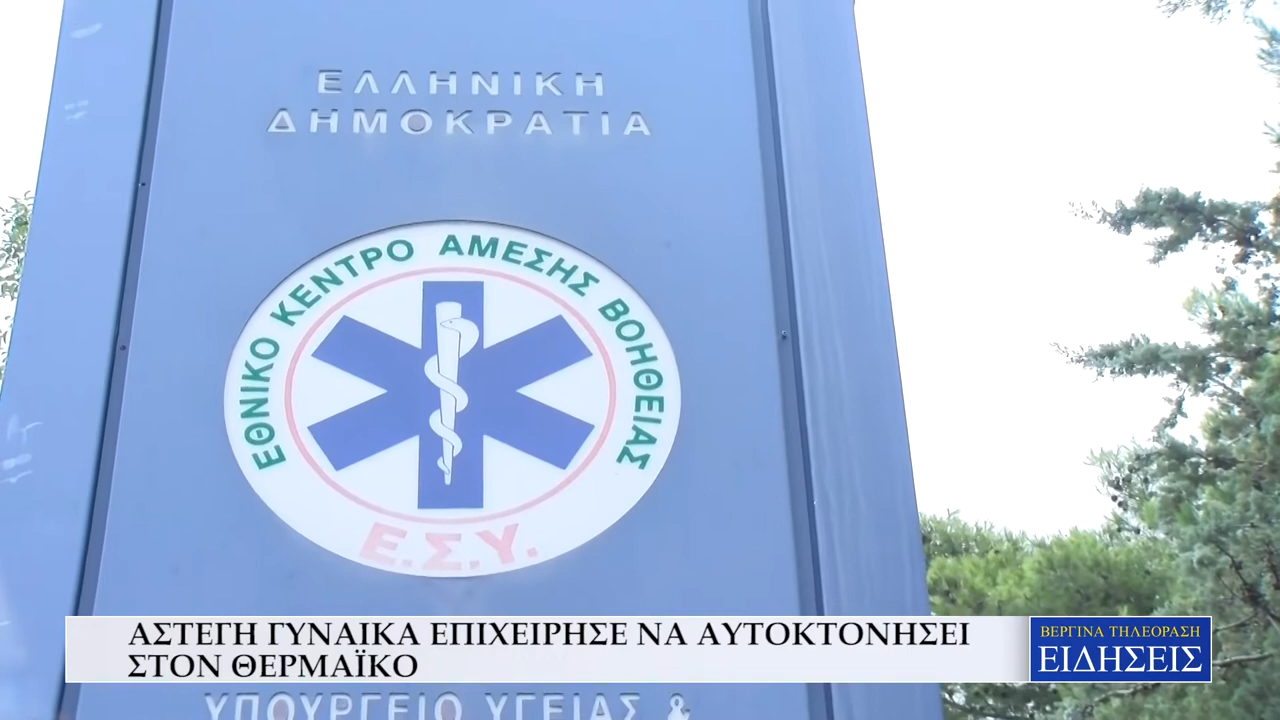 ΕΛΛΗΝΙΚΗ
ΔΗΜΟΚΡΑΤΙΑ
ΕΘΝΙΚΟ ΚΕΝΤΡΟ ΑΜΕΣΗΣ ΒΟΗΘΕΙΑΣ
Ε.Σ.Υ.
ΑΣΤΕΓΗ ΓΥΝΑΙΚΑ ΕΠΙΧΕΙΡΗΣΕ ΝΑ ΑΥΤΟΚΤΟΝΗΣΕΙ
ΣΤΟΝ ΘΕΡΜΑΪΚΟ
ΒΕΡΓΙΝΑ ΤΗΛΕΟΡΑΣΗ
ΕΙΔΗΣΕΙΣ
ΥΠΟΥΡΓΕΙΟ ΥΓΕΙΑΣ &